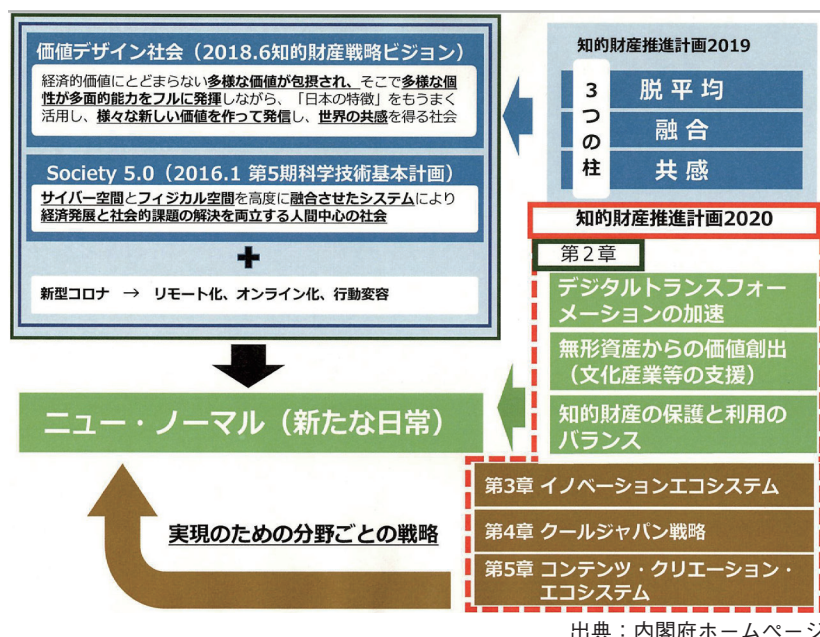 価値デザイン社会（2018.6知的財産戦略ビジョン）
経済的価値にとどまらない多様な価値が包摂され、そこで多様な個
性が多面的能力をフルに発揮しながら、「日本の特徴」をもうまく
活用し、様々な新しい価値を作って発信し、世界の共感を得る社会
Society 5.0（2016.1 第5期科学技術基本計画）
サイバー空間とフィジカル空間を高度に融合させたシステムにより
経済発展と社会的課題の解決を両立する人間中心の社会
+
新型コロナ → リモート化、オンライン化、行動変容
知的財産推進計画2019
3つの柱
脱平均
融合
共感
知的財産推進計画2020
第2章
デジタルトランスフォー
メーションの加速
無形資産からの価値創出
（文化産業等の支援）
知的財産の保護と利用の
バランス
ニュー・ノーマル（新たな日常）
第3章 イノベーションエコシステム
第4章 クールジャパン戦略
第5章 コンテンツ・クリエーション・
エコシステム
実現のための分野ごとの戦略
出典：内閣府ホームページ